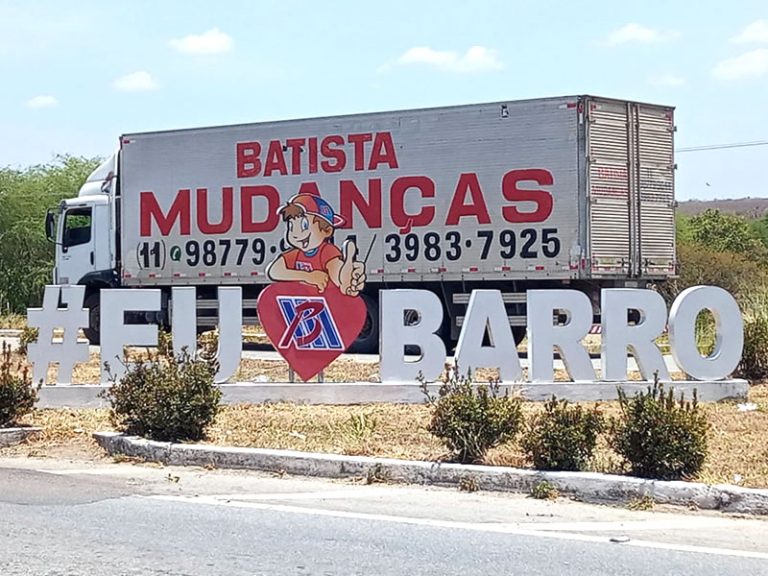 BATISTA
MUDANÇAS
(11) 98779- 3983-7925
#EU B BARRO